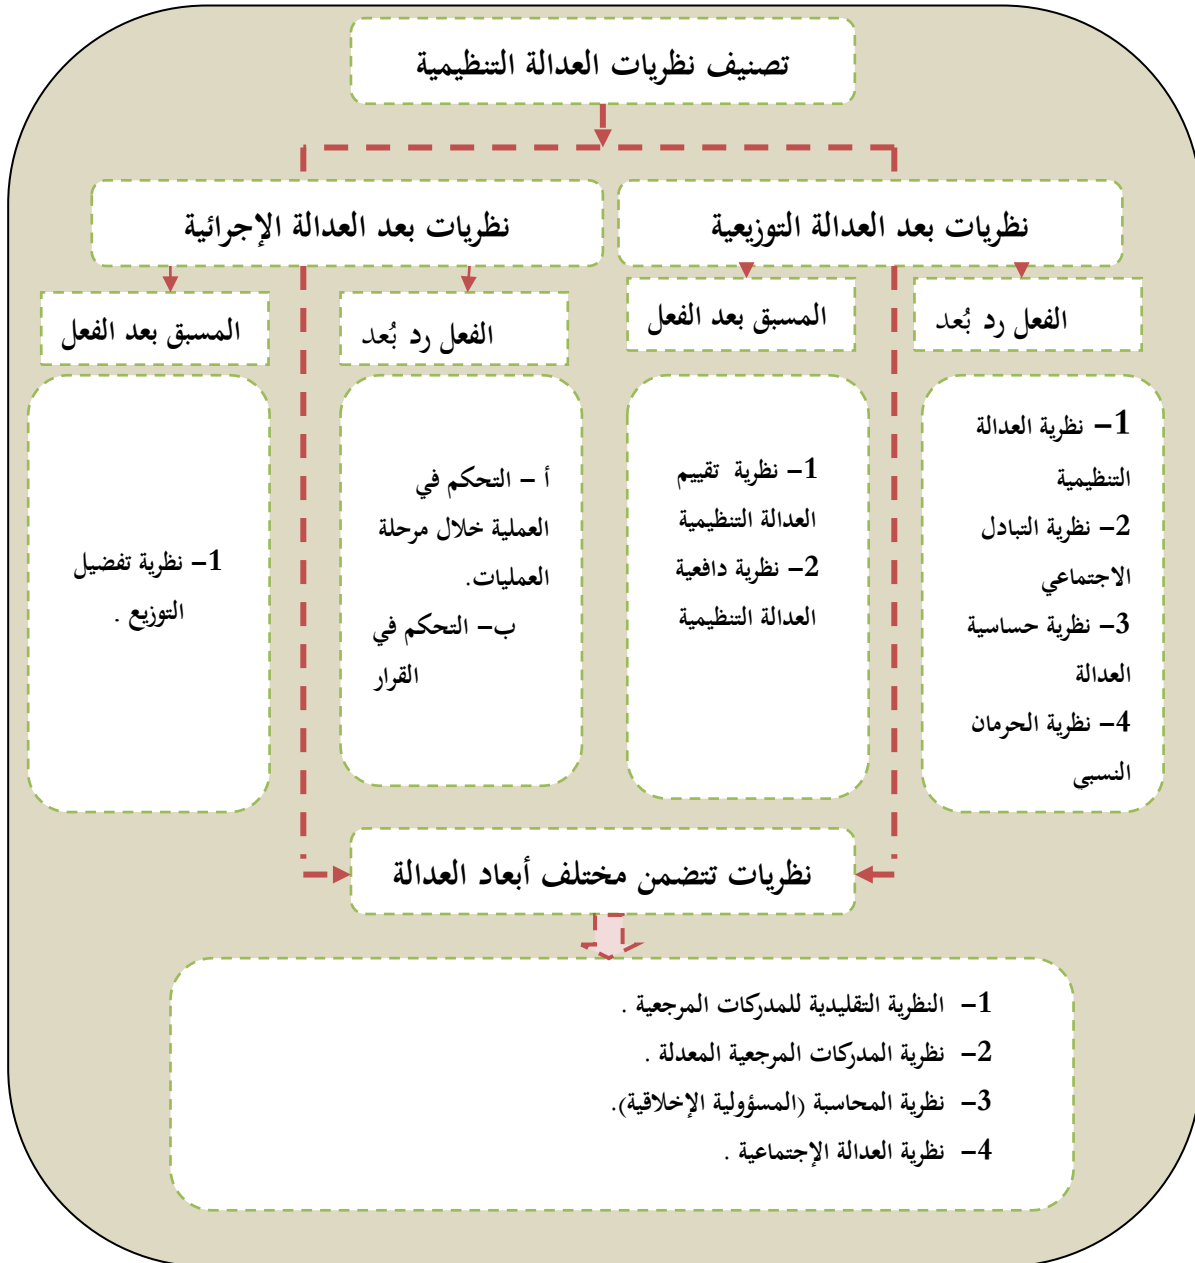 تصنيف نظريات العدالة التنظيمية
نظريات بعد العدالة التوزيعية
نظريات بعد العدالة الإجرائية
الفعل رد بُعد
المسبق بعد الفعل
الفعل رد بُعد
المسبق بعد الفعل
1– نظرية العدالة
التنظيمية
2– نظرية التبادل
الاجتماعي
3– نظرية حساسية
العدالة
4– نظرية الحرمان
النسبي
1– نظرية تقييم
العدالة التنظيمية
2– نظرية دافعية
العدالة التنظيمية
أ – التحكم في
العملية خلال مرحلة
العمليات.
ب– التحكم في
القرار
1– نظرية تفضيل
التوزيع .
نظريات تتضمن مختلف أبعاد العدالة
1– النظرية التقليدية للمدركات المرجعية .
2– نظرية المدركات المرجعية المعدلة .
3– نظرية المحاسبة (المسؤولية الإخلاقية).
4– نظرية العدالة الإجتماعية .